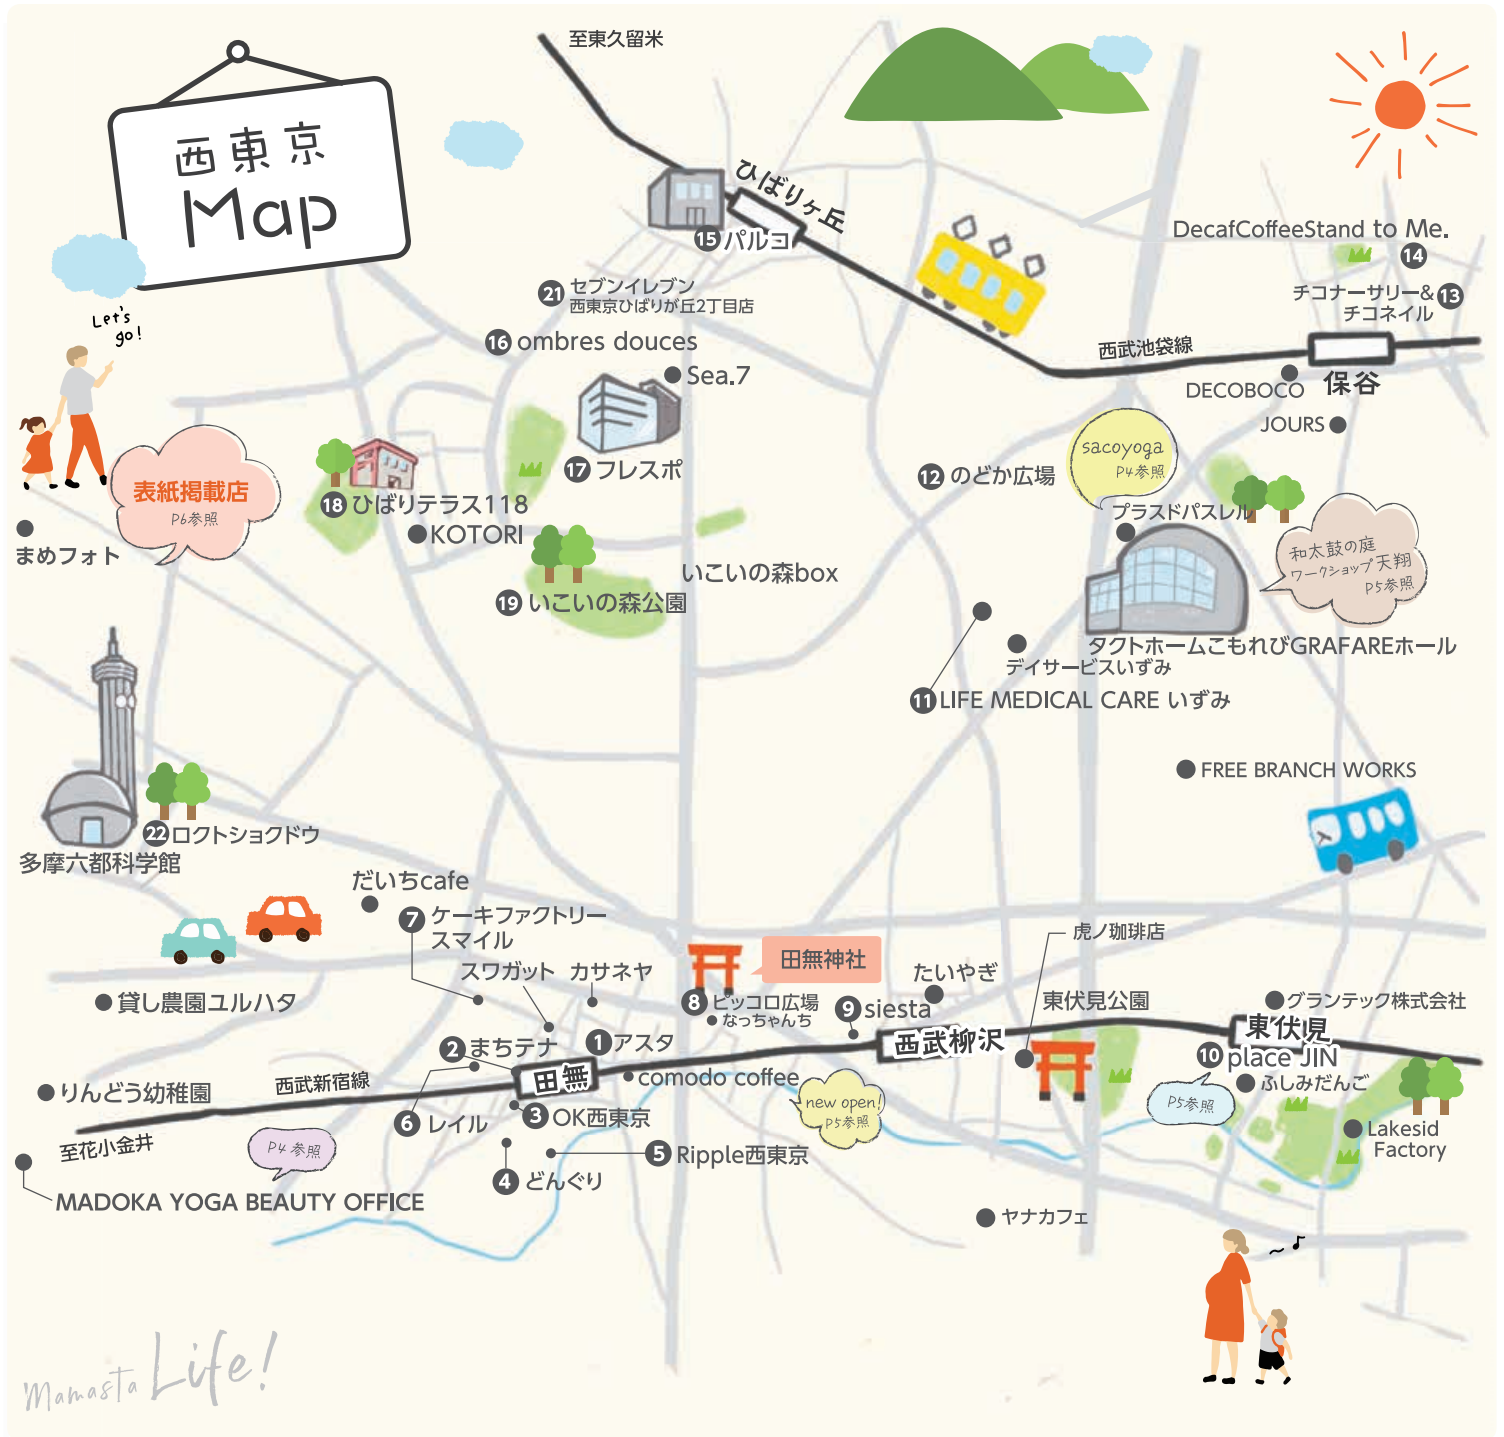 西東京
Map
至東久留米
ひばりヶ丘
⑮パルコ
DecafCoffeeStand to Me.
⑭
チコナーサリー&
チコネイル
⑬
㉑ セブンイレブン
西東京ひばりが丘2丁目店
Let's
go!
⑯ ombres douces
Sea.7
西武池袋線
保谷
DECOBOCO
JOURS
sacoyoga
P4参照
⑫ のどか広場
⑰ フレスポ
表紙掲載店
P6参照
⑱ ひばりテラス118
KOTORI
まめフォト
プラスドパスレル
和太鼓の庭
ワークショップ天翔
P5参照
いこいの森box
⑲ いこいの森公園
タクトホームこもれびGRAFAREホール
デイサービスいずみ
⑪ LIFE MEDICAL CARE いずみ
FREE BRANCH WORKS
㉒ロクトショクドウ
多摩六都科学館
だいちcafe
⑦ ケーキファクトリー
スマイル
虎ノ珈琲店
田無神社
スワガット
カサネヤ
たいやぎ
貸し農園ユルハタ
⑧ ピッコロ広場
なっちゃんち
⑨ siesta
東伏見公園
グランテック株式会社
① アスタ
② まちテナ
西武柳沢
東伏見
⑩ place JIN
田無
comodo coffee
ふしみだんご
りんどう幼稚園
西武新宿線
new open!
P5参照
P5参照
⑥ レイル
③ OK西東京
Lakesid
Factory
至花小金井
P4 参照
⑤ Ripple西東京
④ どんぐり
MADOKA YOGA BEAUTY OFFICE
ヤナカフェ
Mamasta Life!